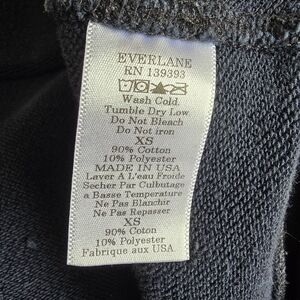 EVERLANE
RN 139393
Wash Cold
Tumble Dry Low
Do Not Bleach
Do Not iron
XS
90% Cotton
10% Polyester
MADE IN USA
Laver A L'eau Froide
Secher Par Culbutage
a Basse Temperature
Ne Pas Blanchir
Ne Pas Repasser
XS
90% Coton
10% Polyester
Fabrique aux USA